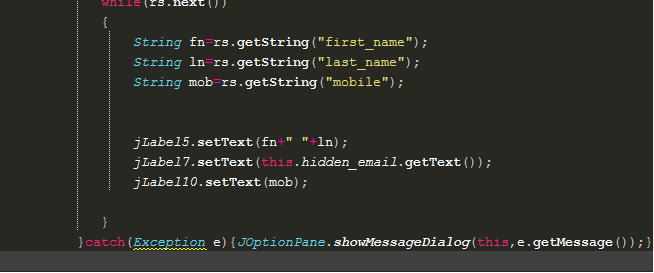 while(rs.next())
{
String fn=rs.getString("first_name");
String ln=rs.getString("last_name");
String mob=rs.getString("mobile");
jLabel5.setText(fn+" "+ln);
jLabel7.setText(this.hidden_email.getText());
jLabel10.setText(mob);
}
}catch(Exception e){JOptionPane.showMessageDialog(this,e.getMessage());}